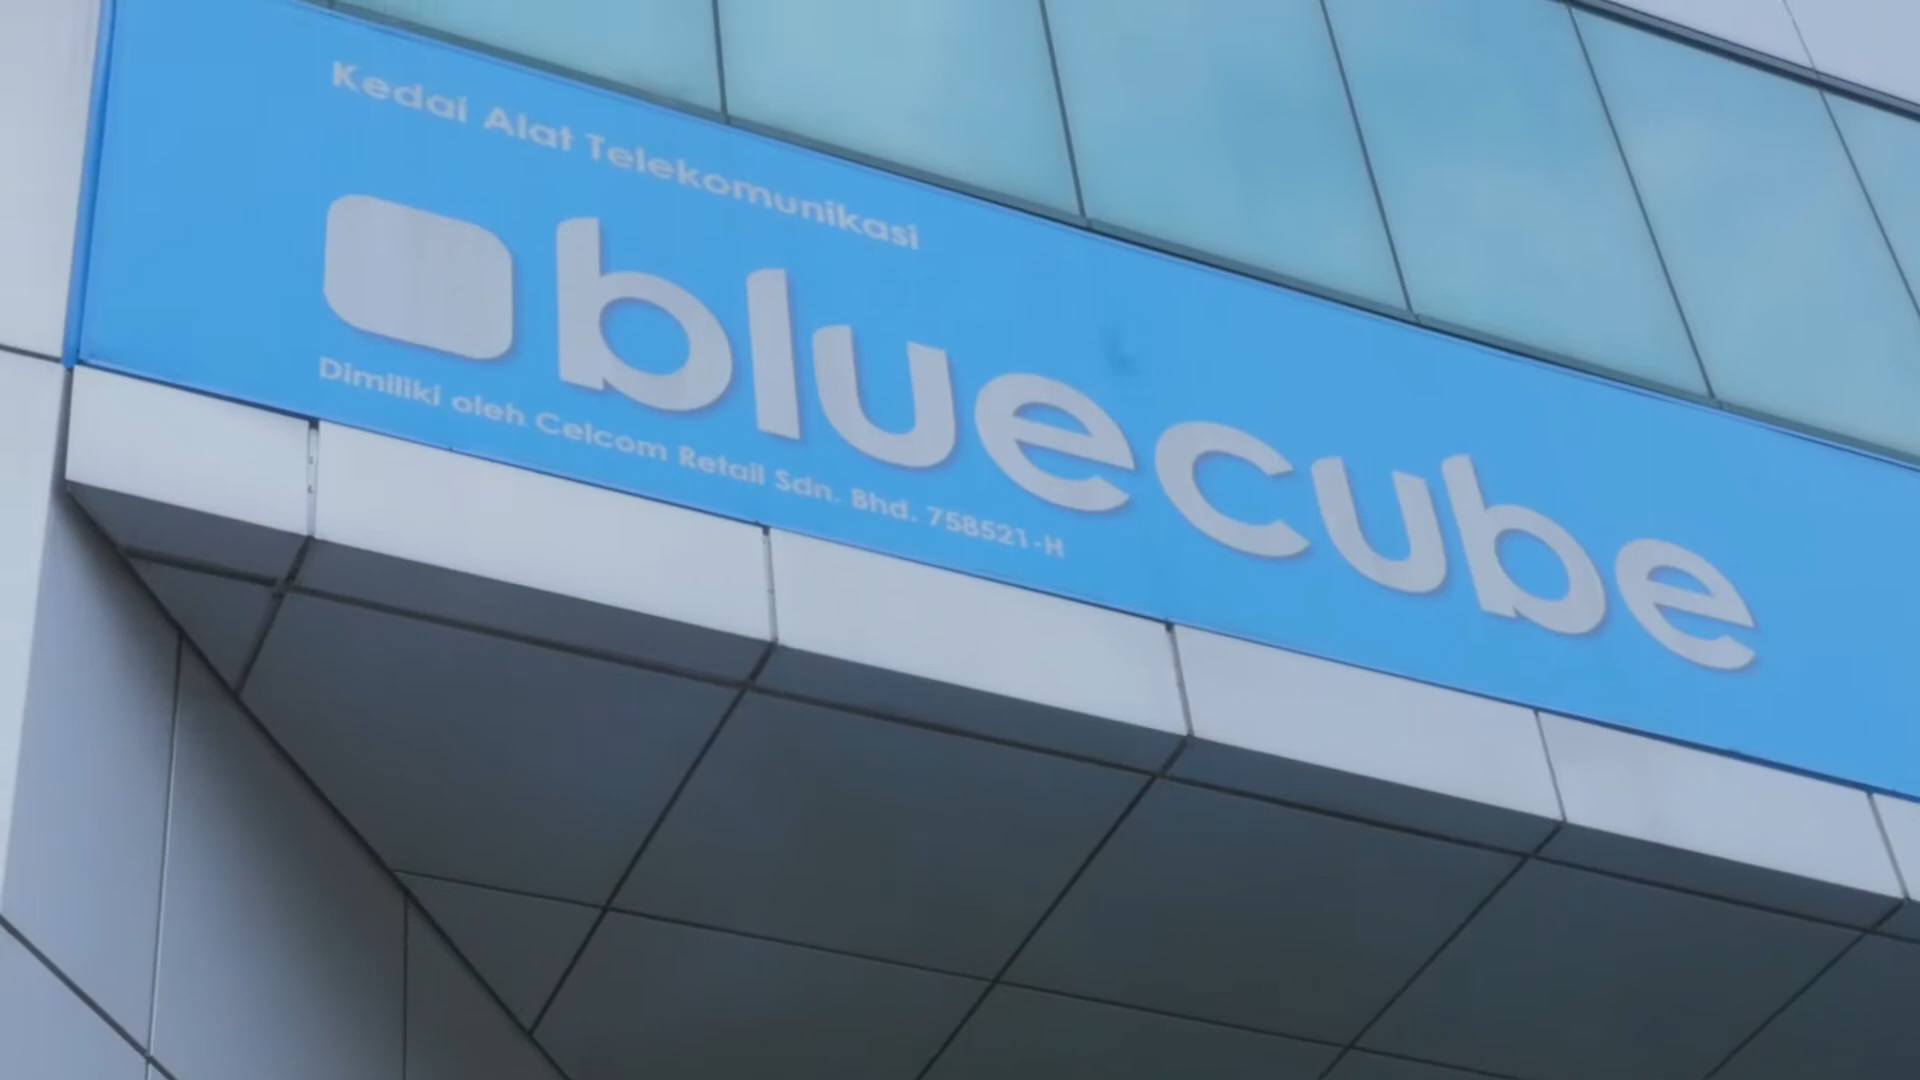 Kedai Alat Telekomunikasi
bluecube
Dimiliki oleh Celcom Retail Sdn. Bhd. 758521-H